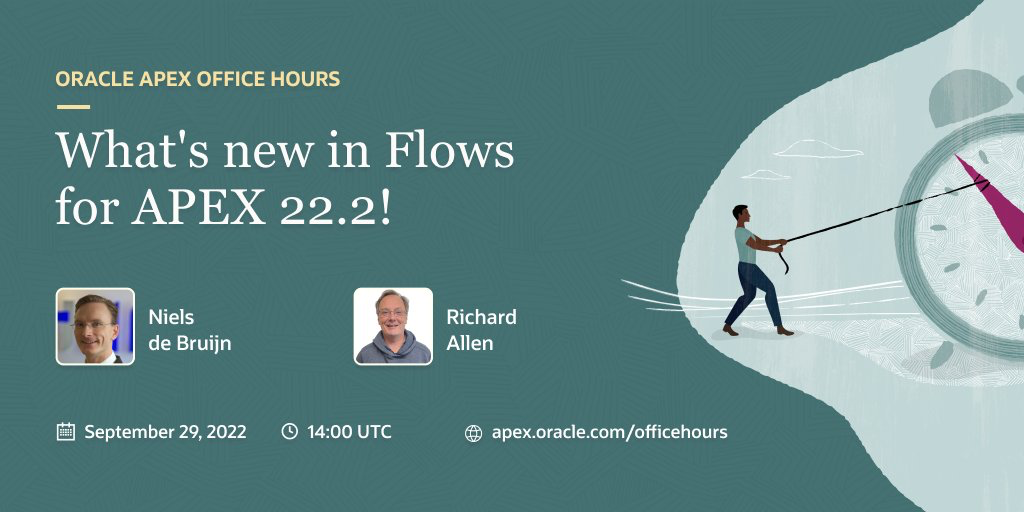 ORACLE APEX OFFICE HOURS
What's new in Flows
for APEX 22.2!
Niels
de Bruijn
Richard
Allen
September 29, 2022
14:00 UTC
apex.oracle.com/officehours